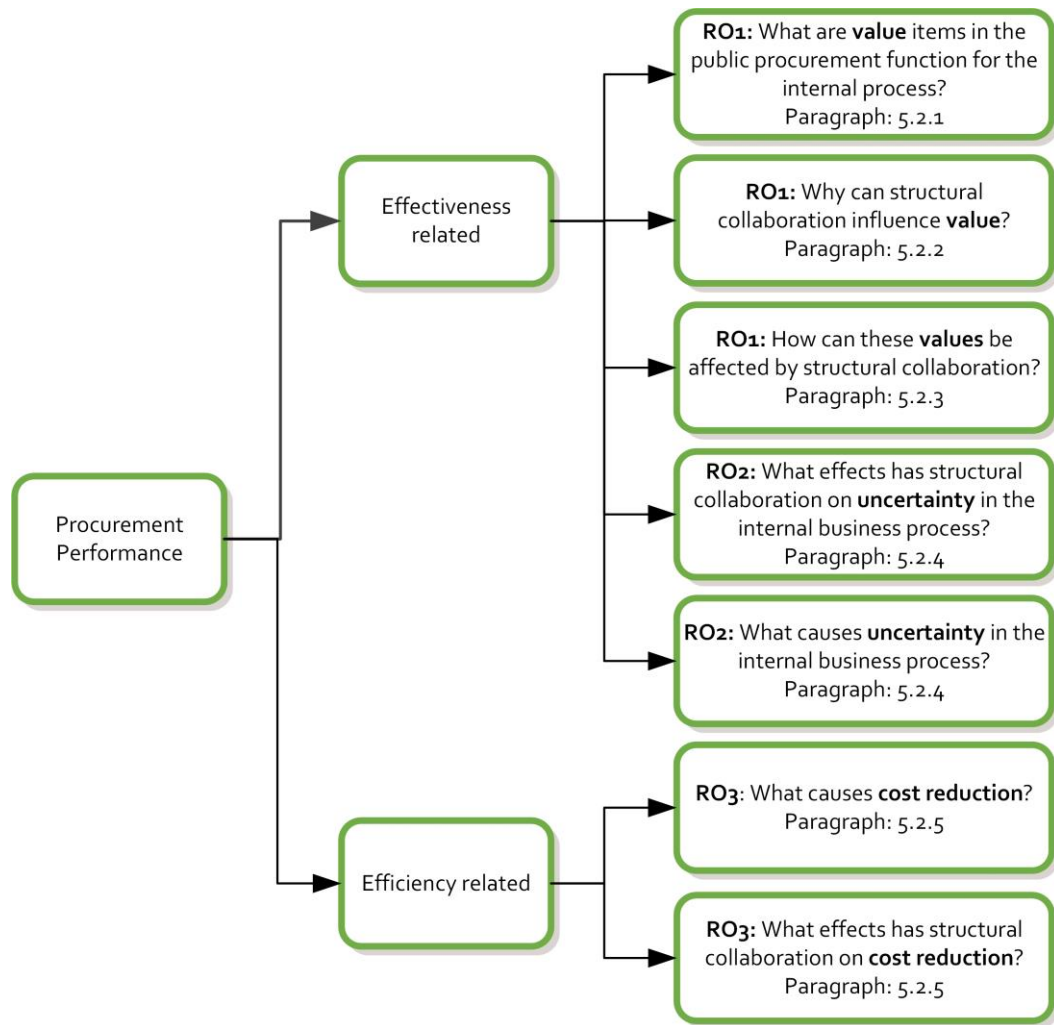 RO1: What are value items in the
public procurement function for the
internal process?
Paragraph: 5.2.1
RO1: Why can structural
collaboration influence value?
Paragraph: 5.2.2
Effectiveness
related
RO1: How can these values be
affected by structural collaboration?
Paragraph: 5.2.3
RO2: What effects has structural
collaboration on uncertainty in the
internal business process?
Paragraph: 5.2.4
Procurement
Performance
RO2: What causes uncertainty in the
internal business process?
Paragraph: 5.2.4
RO3: What causes cost reduction?
Paragraph: 5.2.5
Efficiency related
RO3: What effects has structural
collaboration on cost reduction?
Paragraph: 5.2.5